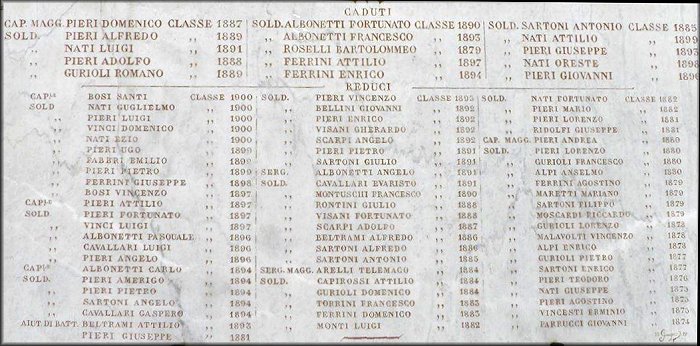 CADUTI
CAP. MAGG. PIERI DOMENICO CLASSE 1887
SOLD. PIERI ALFREDO ,, 1889
,, NATI LUIGI ,, 1891
,, PIERI ADOLFO ,, 1888
,, GURIOLI ROMANO ,, 1889
SOLD. ALBONETTI FORTUNATO CLASSE 1890
,, ALBONETTI FRANCESCO ,, 1893
,, ROSELLI BARTOLOMMEO ,, 1879
,, FERRINI ATTILIO ,, 1897
,, FERRINI ENRICO ,, 1894
SOLD. SARTONI ANTONIO CLASSE 1885
,, NATI ATTILIO ,, 1899
,, PIERI GIUSEPPE ,, 1893
,, NATI ORESTE ,, 1898
,, PIERI GIOVANNI ,, 1898
REDUCI
CAP.LE BOSI SANTI CLASSE 1900
SOLD NATI GUGLIELMO ,, 1900
,, PIERI LUIGI ,, 1900
,, VINCI DOMENICO ,, 1900
,, NATI EZIO ,, 1900
,, PIERI UGO ,, 1899
,, FABBRI EMILIO ,, 1899
,, PIERI PIETRO ,, 1899
,, FERRINI GIUSEPPE ,, 1898
,, BOSI VINCENZO ,, 1897
CAP.LE PIERI ATTILIO ,, 1897
SOLD. PIERI FORTUNATO ,, 1897
,, VINCI LUIGI ,, 1897
,, ALBONETTI PASQUALE ,, 1896
,, CAVALLARI LUIGI ,, 1896
,, PIERI ANGELO ,, 1896
CAP.LE ALBONETTI CARLO ,, 1894
SOLD. PIERI AMERIGO ,, 1894
,, PIERI PIETRO ,, 1894
,, SARTONI ANGELO ,, 1894
,, CAVALLARI GASPERO ,, 1894
AIUT. DI BATT. BELTRAMI ATTILIO ,, 1893
PIERI GIUSEPPE ,, 1881
SOLD. PIERI VINCENZO CLASSE 1893
,, BELLINI GIOVANNI ,, 1892
,, PIERI ENRICO ,, 1892
,, VISANI GHERARDO ,, 1892
,, SCARPI ANGELO ,, 1892
,, PIERI PIETRO ,, 1891
,, SARTONI GIULIO ,, 1891
SERG. ALBONETTI ANGELO ,, 1891
SOLD. CAVALLARI EVARISTO ,, 1891
,, MONTUSCHI FRANCESCO ,, 1890
,, RONTINI GIULIO ,, 1888
,, VISANI FORTUNATO ,, 1888
,, SCARPI ADOLFO ,, 1887
,, BELTRAMI ALFREDO ,, 1886
,, SARTONI ALFREDO ,, 1886
,, SARTONI ANTONIO ,, 1885
SERG. MAGG. ARELLI TELEMACO ,, 1884
SOLD. CAPIROSSI ATTILIO ,, 1884
,, GURIOLI DOMENICO ,, 1884
,, TORRINI FRANCESCO ,, 1883
,, FERRINI DOMENICO ,, 1883
,, MONTI LUIGI ,, 1882
SOLD. NATI FORTUNATO CLASSE 1882
,, PIERI MARIO ,, 1882
,, PIERI LORENZO ,, 1881
,, RIDOLFI GIUSEPPE ,, 1881
CAP. MAGG. PIERI ANDREA ,, 1880
SOLD. PIERI LORENZO ,, 1880
,, GURIOLI FRANCESCO ,, 1880
,, ALPI ANSELMO ,, 1880
,, FERRINI AGOSTINO ,, 1879
,, MARETTI MARIANO ,, 1879
,, SARTONI FILIPPO ,, 1879
,, MOSCARDI RICCARDO ,, 1879
,, GURIOLI LORENZO ,, 1878
,, MALAVOLTI VINCENZO ,, 1878
,, ALPI ENRICO ,, 1878
,, GURIOLI PIETRO ,, 1877
,, SARTONI ENRICO ,, 1877
,, PIERI TEODORO ,, 1876
,, NATI GIUSEPPE ,, 1875
,, PIERI AGOSTINO ,, 1875
,, VINCENTI ERMINIO ,, 1875
,, FARRUCCI GIOVANNI ,, 1874